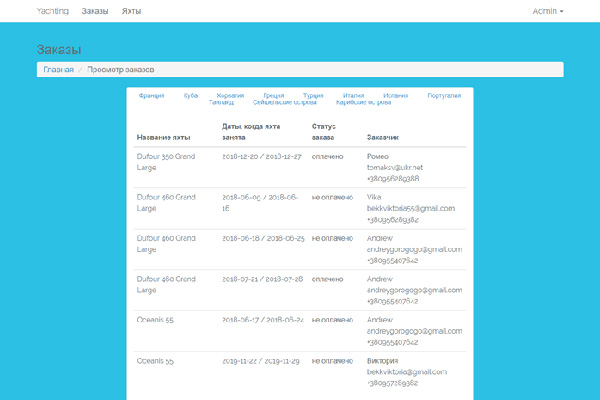 Yachting Заказы Яхты Admin
Заказы
Главная / Просмотр заказов
Франция Куба Хорватия Греция Турция Италия Испания Португалия
Таиланд Сейшельские острова Карибские острова
Даты, когда яхта Статус
Название яхты занята заказа Заказчик
Dufour 350 Grand 2018-12-20 / 2018-12-27 оплачено Ромео
Large tomaksv@ukr.net
+380956289388
Dufour 460 Grand 2018-06-09 / 2018-06- не оплачено Vika
Large 16 bekkviktoria55@gmail.com
+380956289382
Dufour 460 Grand 2018-06-18 / 2018-06-25 не оплачено Andrew
Large andreygorogogo@gmail.com
+380955407642
Dufour 460 Grand 2018-07-21 / 2018-07-28 оплачено Andrew
Large andreygorogogo@gmail.com
+380955407642
Oceanis 55 2018-06-17 / 2018-06-24 не оплачено Andrew
andreygorogogo@gmail.com
+380955407642
Oceanis 55 2019-11-22 / 2019-11-29 не оплачено Виктория
bekkviktoria@gmail.com
+380957289382